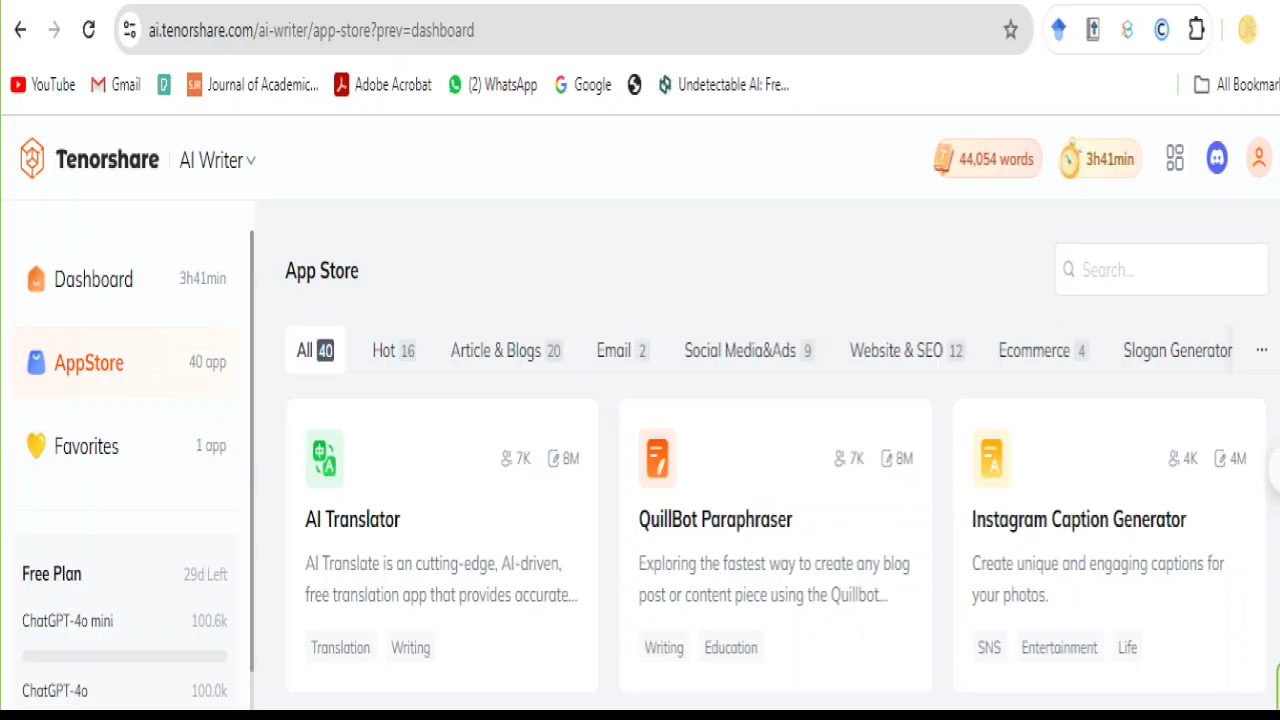 ai.tenorshare.com/ai-writer/app-store?prev=dashboard
YouTube Gmail Journal of Academic... Adobe Acrobat (2) WhatsApp Google Undetectable AI: Fre... All Bookmar
Tenorshare AI Writer 44,054 words 3h41min
Dashboard 3h41min
AppStore 40 app
Favorites 1 app
Free Plan 29d Left
ChatGPT-4o mini 100.6k
ChatGPT-4o 100.0k
App Store Search...
All 40 Hot 16 Article & Blogs 20 Email 2 Social Media&Ads 9 Website & SEO 12 Ecommerce 4 Slogan Generator ...
7K 8M
AI Translator
AI Translate is an cutting-edge, AI-driven,
free translation app that provides accurate...
Translation Writing
7K 8M
QuillBot Paraphraser
Exploring the fastest way to create any blog
post or content piece using the Quillbot...
Writing Education
4K 4M
Instagram Caption Generator
Create unique and engaging captions for
your photos.
SNS Entertainment Life